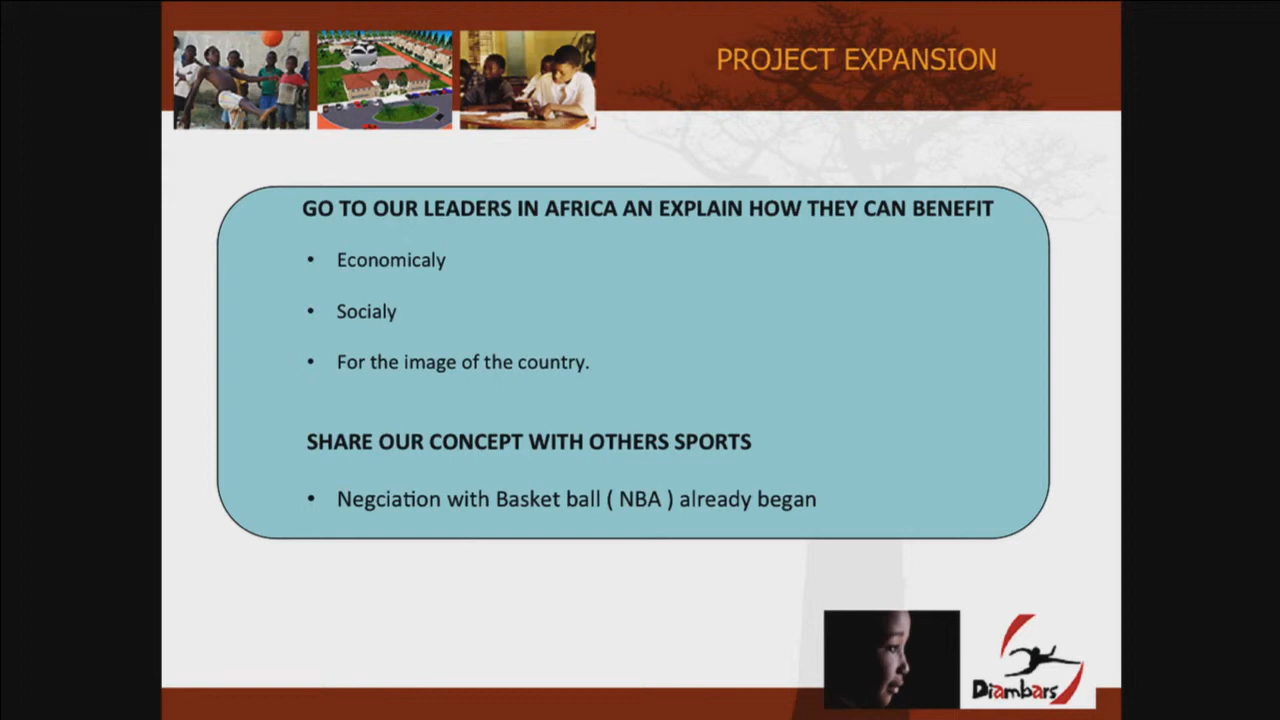 PROJECT EXPANSION
GO TO OUR LEADERS IN AFRICA AN EXPLAIN HOW THEY CAN BENEFIT
• Economicaly
• Socialy
• For the image of the country.
SHARE OUR CONCEPT WITH OTHERS SPORTS
• Negciation with Basket ball ( NBA ) already began
Diambars